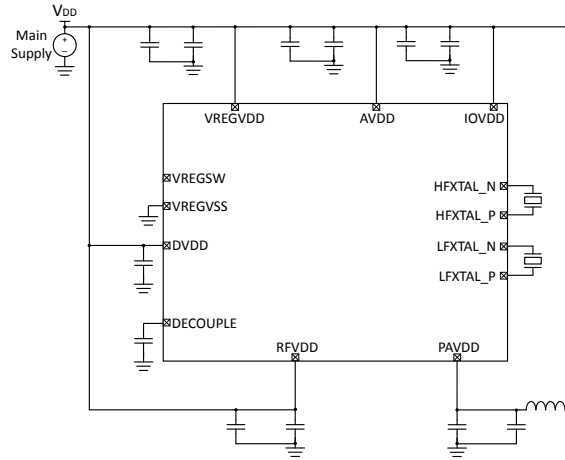 VDD
Main
Supply
VREGVDD
AVDD
IOVDD
VREGSW
HFXTAL_N
VREGVSS
HFXTAL_P
DVDD
LFXTAL_N
LFXTAL_P
DECOUPLE
RFVDD
PAVDD